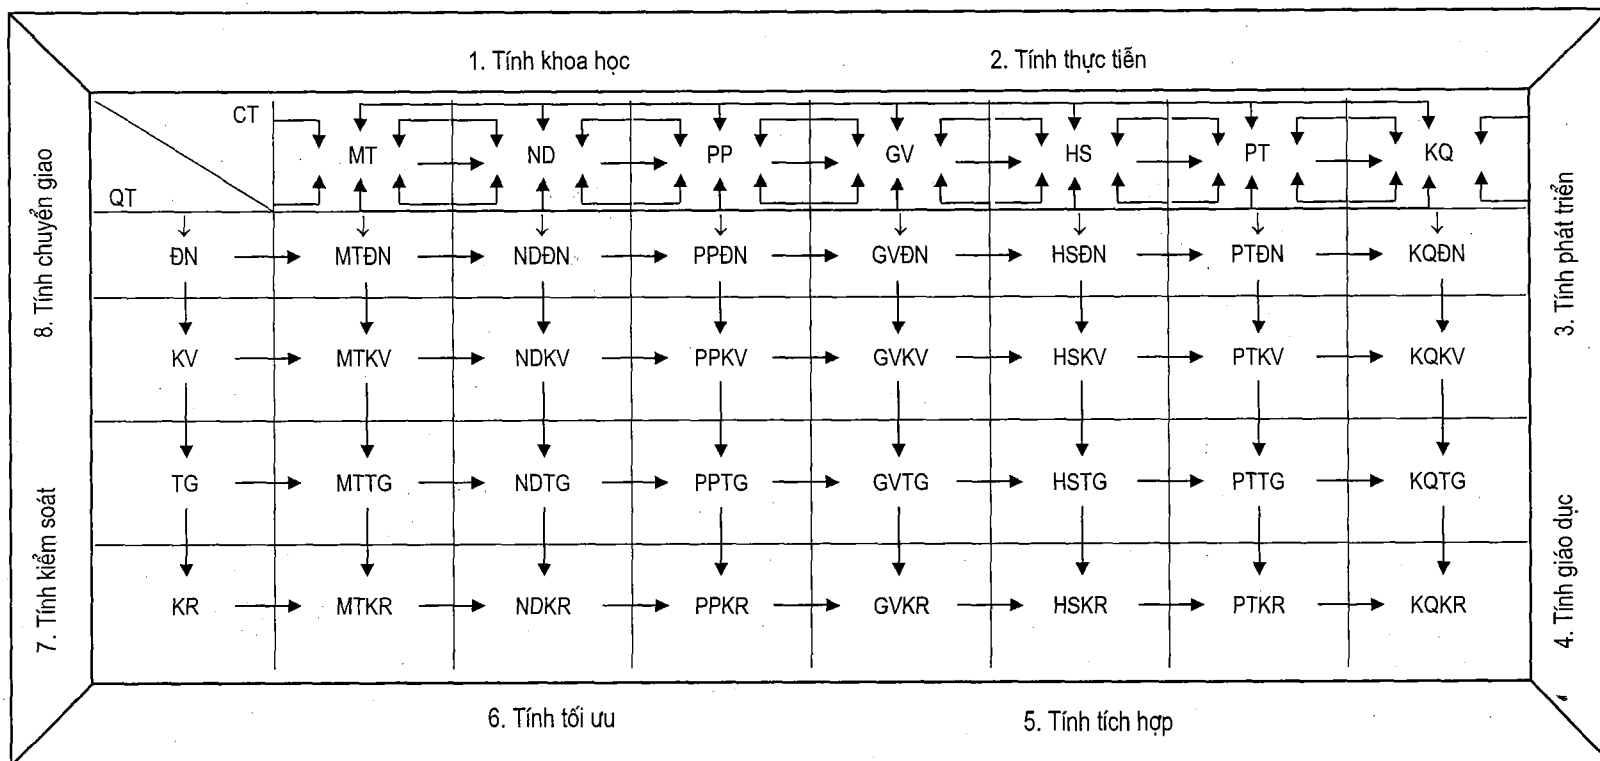 1. Tính khoa học
2. Tính thực tiễn
CT
MT ND PP GV HS PT KQ
QT
ĐN MTĐN NDĐN PPĐN GVĐN HSĐN PTĐN KQĐN
KV MTKV NDKV PPKV GVKV HSKV PTKV KQKV
TG MTTG NDTG PPTG GVTG HSTG PTTG KQTG
KR MTKR NDKR PPKR GVKR HSKR PTKR KQKR
3. Tính phát triển
4. Tính giáo dục
5. Tính tích hợp
6. Tính tối ưu
7. Tính kiểm soát
8. Tính chuyển giao